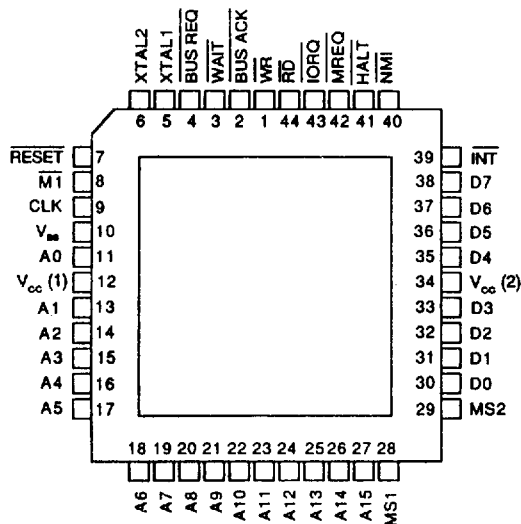 XTAL2 XTAL1 BUS REQ WAIT BUS ACK WR RD IORQ MREQ HALT NMI
6 5 4 3 2 1 44 43 42 41 40
RESET 7 39 INT
M1 8 38 D7
CLK 9 37 D6
Vss 10 36 D5
A0 11 35 D4
Vcc (1) 12 34 Vcc (2)
A1 13 33 D3
A2 14 32 D2
A3 15 31 D1
A4 16 30 D0
A5 17 29 MS2
18 19 20 21 22 23 24 25 26 27 28
A6 A7 A8 A9 A10 A11 A12 A13 A14 A15 MS1